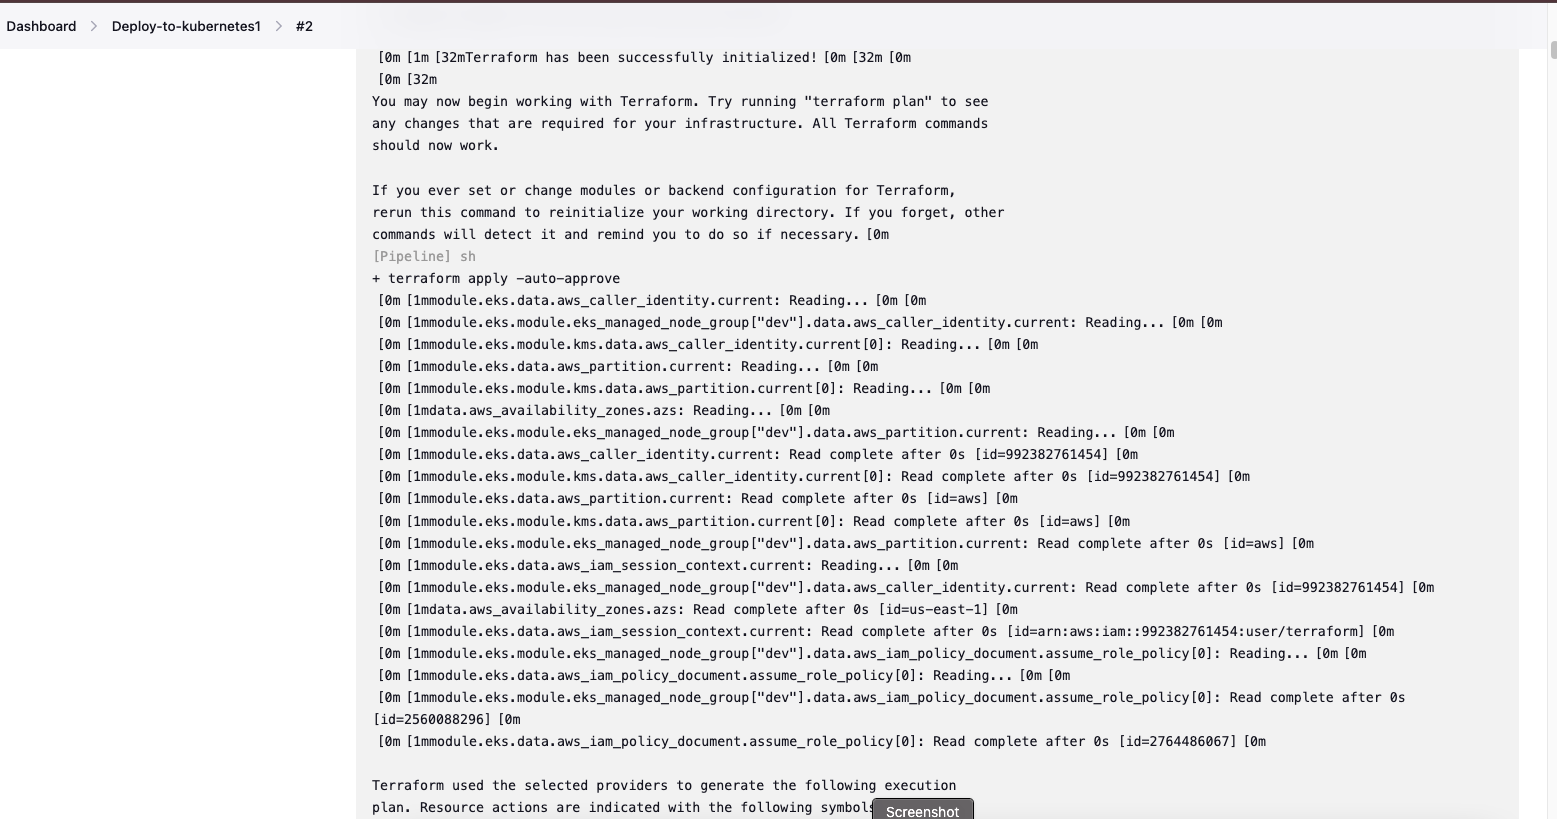 Dashboard > Deploy-to-kubernetes1 > #2
[0m [1m [32mTerraform has been successfully initialized! [0m [32m [0m
[0m [32m
You may now begin working with Terraform. Try running "terraform plan" to see
any changes that are required for your infrastructure. All Terraform commands
should now work.
If you ever set or change modules or backend configuration for Terraform,
rerun this command to reinitialize your working directory. If you forget, other
commands will detect it and remind you to do so if necessary. [0m
[Pipeline] sh
+ terraform apply -auto-approve
[0m [1mmodule.eks.data.aws_caller_identity.current: Reading... [0m [0m
[0m [1mmodule.eks.module.eks_managed_node_group["dev"].data.aws_caller_identity.current: Reading... [0m [0m
[0m [1mmodule.eks.module.kms.data.aws_caller_identity.current[0]: Reading... [0m [0m
[0m [1mmodule.eks.data.aws_partition.current: Reading... [0m [0m
[0m [1mmodule.eks.module.kms.data.aws_partition.current[0]: Reading... [0m [0m
[0m [1mdata.aws_availability_zones.azs: Reading... [0m [0m
[0m [1mmodule.eks.module.eks_managed_node_group["dev"].data.aws_partition.current: Reading... [0m [0m
[0m [1mmodule.eks.data.aws_caller_identity.current: Read complete after 0s [id=992382761454] [0m
[0m [1mmodule.eks.module.kms.data.aws_caller_identity.current[0]: Read complete after 0s [id=992382761454] [0m
[0m [1mmodule.eks.data.aws_partition.current: Read complete after 0s [id=aws] [0m
[0m [1mmodule.eks.module.kms.data.aws_partition.current[0]: Read complete after 0s [id=aws] [0m
[0m [1mmodule.eks.module.eks_managed_node_group["dev"].data.aws_partition.current: Read complete after 0s [id=aws] [0m
[0m [1mmodule.eks.data.aws_iam_session_context.current: Reading... [0m [0m
[0m [1mmodule.eks.module.eks_managed_node_group["dev"].data.aws_caller_identity.current: Read complete after 0s [id=992382761454] [0m
[0m [1mdata.aws_availability_zones.azs: Read complete after 0s [id=us-east-1] [0m
[0m [1mmodule.eks.data.aws_iam_session_context.current: Read complete after 0s [id=arn:aws:iam::992382761454:user/terraform] [0m
[0m [1mmodule.eks.module.eks_managed_node_group["dev"].data.aws_iam_policy_document.assume_role_policy[0]: Reading... [0m [0m
[0m [1mmodule.eks.data.aws_iam_policy_document.assume_role_policy[0]: Reading... [0m [0m
[0m [1mmodule.eks.module.eks_managed_node_group["dev"].data.aws_iam_policy_document.assume_role_policy[0]: Read complete after 0s
[id=2560088296] [0m
[0m [1mmodule.eks.data.aws_iam_policy_document.assume_role_policy[0]: Read complete after 0s [id=2764486067] [0m
Terraform used the selected providers to generate the following execution
plan. Resource actions are indicated with the following symbols
Screenshot